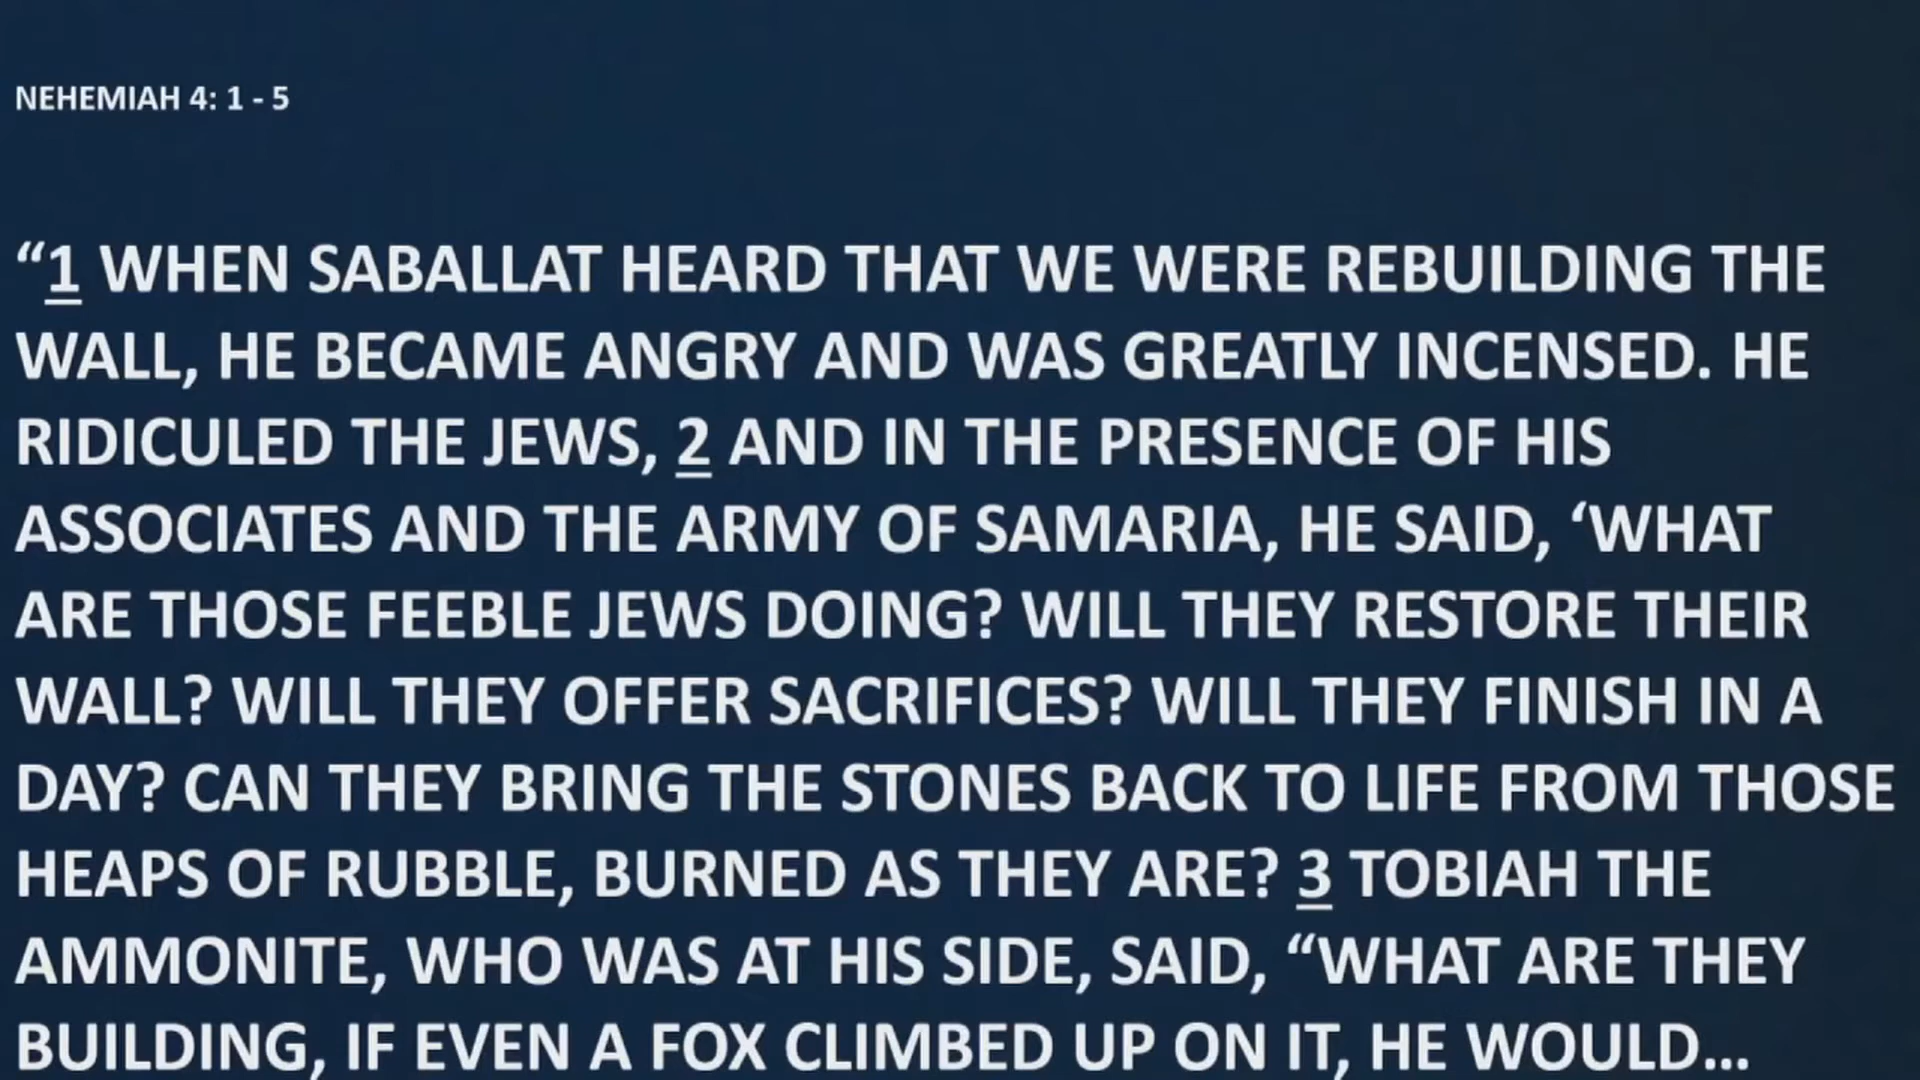 NEHEMIAH 4: 1 - 5
“1 WHEN SABALLAT HEARD THAT WE WERE REBUILDING THE
WALL, HE BECAME ANGRY AND WAS GREATLY INCENSED. HE
RIDICULED THE JEWS, 2 AND IN THE PRESENCE OF HIS
ASSOCIATES AND THE ARMY OF SAMARIA, HE SAID, ‘WHAT
ARE THOSE FEEBLE JEWS DOING? WILL THEY RESTORE THEIR
WALL? WILL THEY OFFER SACRIFICES? WILL THEY FINISH IN A
DAY? CAN THEY BRING THE STONES BACK TO LIFE FROM THOSE
HEAPS OF RUBBLE, BURNED AS THEY ARE? 3 TOBIAH THE
AMMONITE, WHO WAS AT HIS SIDE, SAID, “WHAT ARE THEY
BUILDING, IF EVEN A FOX CLIMBED UP ON IT, HE WOULD…